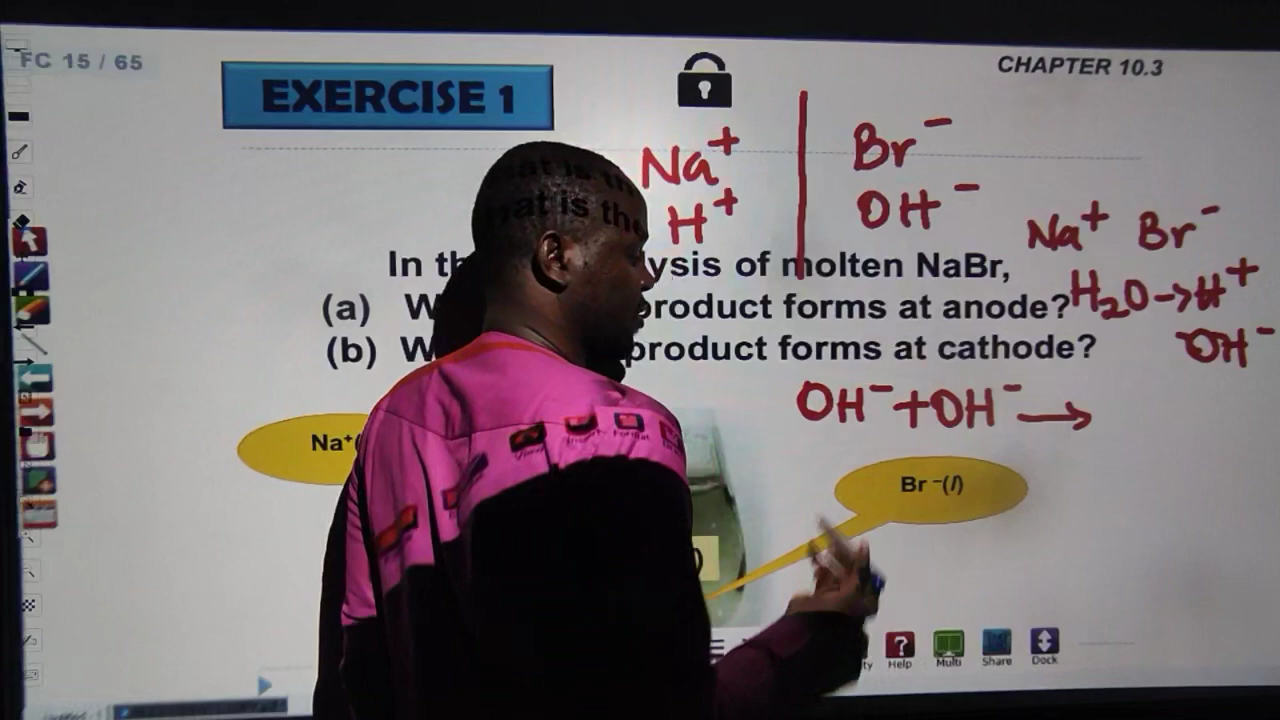 FC 15 / 65
EXERCISE 1
CHAPTER 10.3
Na⁺
H⁺
Br⁻
OH⁻
Na⁺ Br⁻
H₂O→H⁺
OH⁻
In ysis of molten NaBr,
(a) product forms at anode?
(b) product forms at cathode?
OH⁻+OH⁻→
Na⁺(
Br ⁻(l)
Help Multi Share Dock